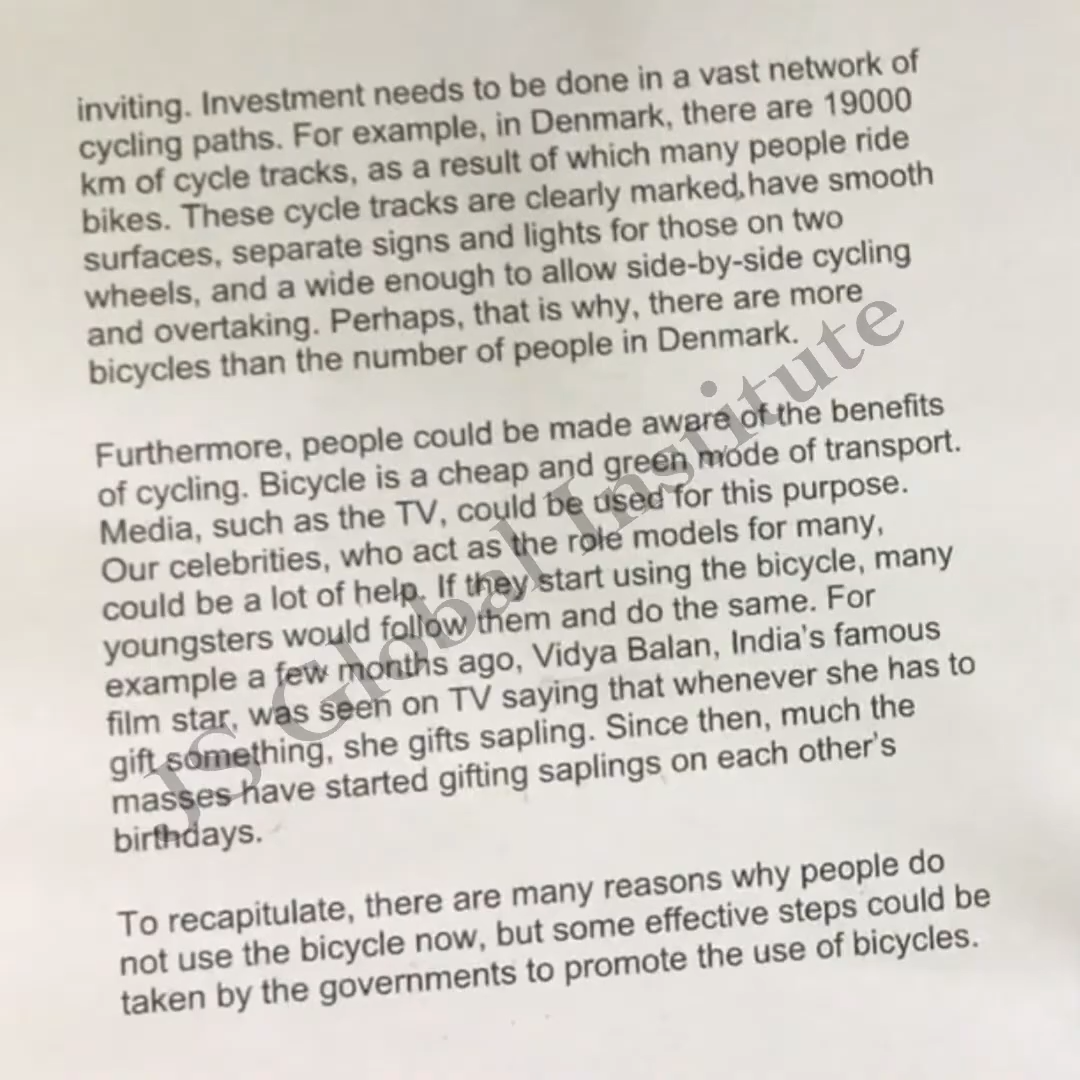 inviting. Investment needs to be done in a vast network of
cycling paths. For example, in Denmark, there are 19000
km of cycle tracks, as a result of which many people ride
bikes. These cycle tracks are clearly marked, have smooth
surfaces, separate signs and lights for those on two
wheels, and a wide enough to allow side-by-side cycling
and overtaking. Perhaps, that is why, there are more
bicycles than the number of people in Denmark.
Furthermore, people could be made aware of the benefits
of cycling. Bicycle is a cheap and green mode of transport.
Media, such as the TV, could be used for this purpose.
Our celebrities, who act as the role models for many,
could be a lot of help. If they start using the bicycle, many
youngsters would follow them and do the same. For
example a few months ago, Vidya Balan, India's famous
film star, was seen on TV saying that whenever she has to
gift something, she gifts sapling. Since then, much the
masses have started gifting saplings on each other's
birthdays.
To recapitulate, there are many reasons why people do
not use the bicycle now, but some effective steps could be
taken by the governments to promote the use of bicycles.
JS Global Institute